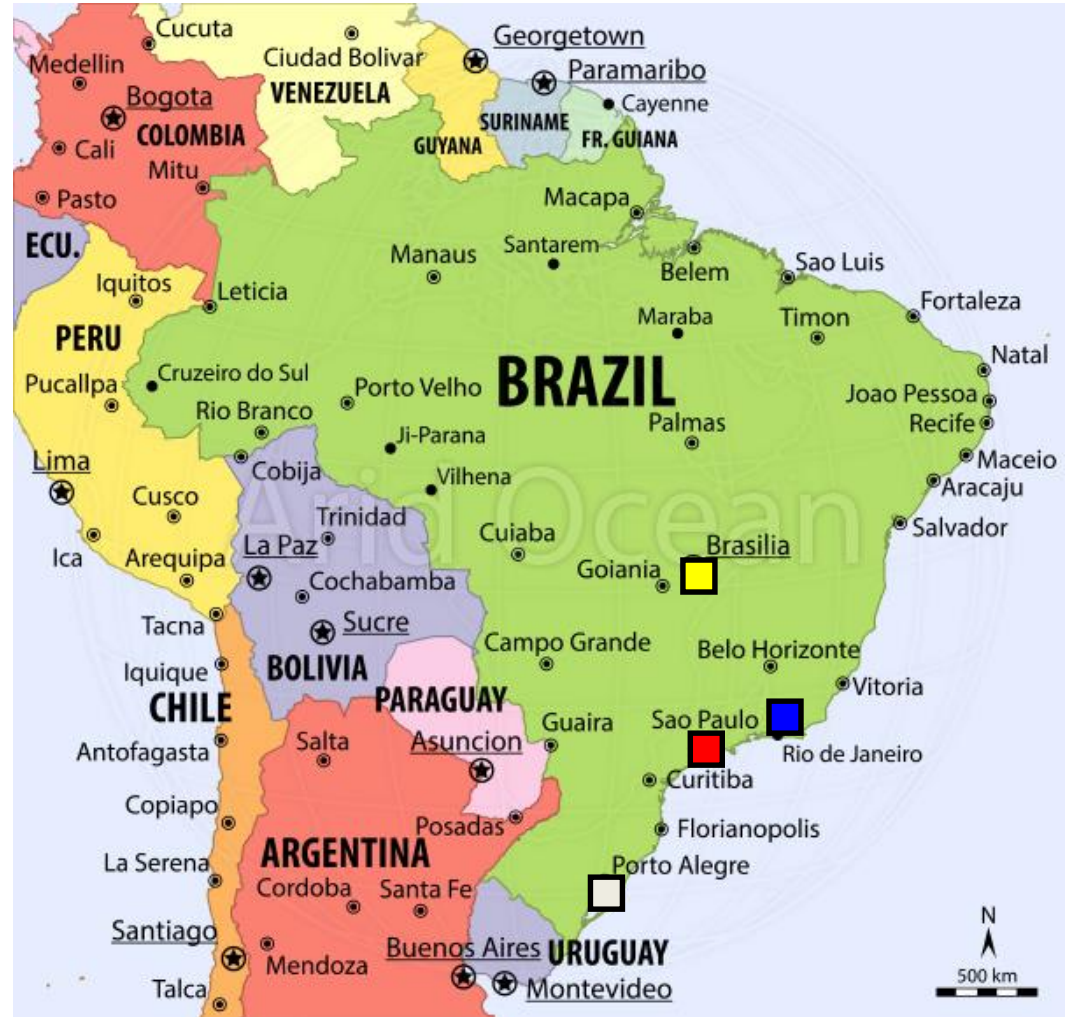 Cucuta
Georgetown
Medellin
Ciudad Bolivar
Paramaribo
Bogota
VENEZUELA
Cayenne
COLOMBIA
SURINAME
Cali
GUYANA
FR. GUIANA
Mitu
Pasto
Macapa
ECU.
Manaus
Santarem
Belem
Sao Luis
Iquitos
Leticia
Fortaleza
PERU
Maraba
Timon
Natal
Cruzeiro do Sul
BRAZIL
Pucallpa
Porto Velho
Joao Pessoa
Rio Branco
Palmas
Recife
Ji-Parana
Lima
Cobija
Maceio
Vilhena
Aracaju
Cusco
Arid Ocean
Trinidad
Salvador
Ica
Arequipa
La Paz
Cuiaba
Brasilia
Goiania
Cochabamba
Tacna
Sucre
Campo Grande
Belo Horizonte
Iquique
BOLIVIA
Vitoria
CHILE
PARAGUAY
Guaira
Sao Paulo
Antofagasta
Salta
Asuncion
Rio de Janeiro
Curitiba
Copiapo
Posadas
Florianopolis
La Serena
ARGENTINA
Porto Alegre
Cordoba
Santa Fe
Santiago
N
Buenos Aires
URUGUAY
Mendoza
500 km
Talca
Montevideo